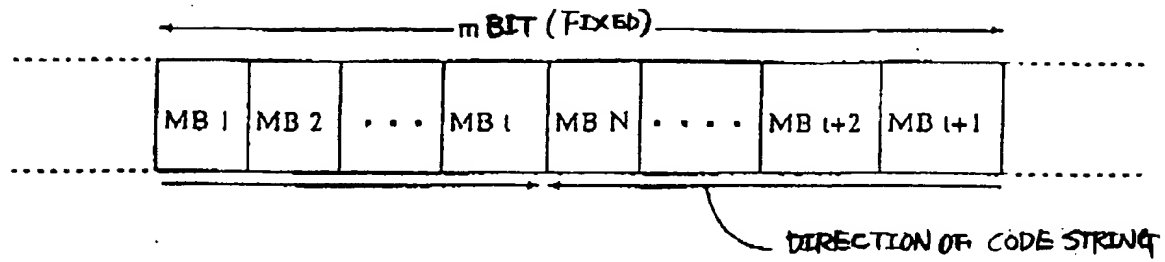 m BIT (FIXED)
MB 1 MB 2 · · · MB t MB N · · · · MB t+2 MB t+1
DIRECTION OF CODE STRING